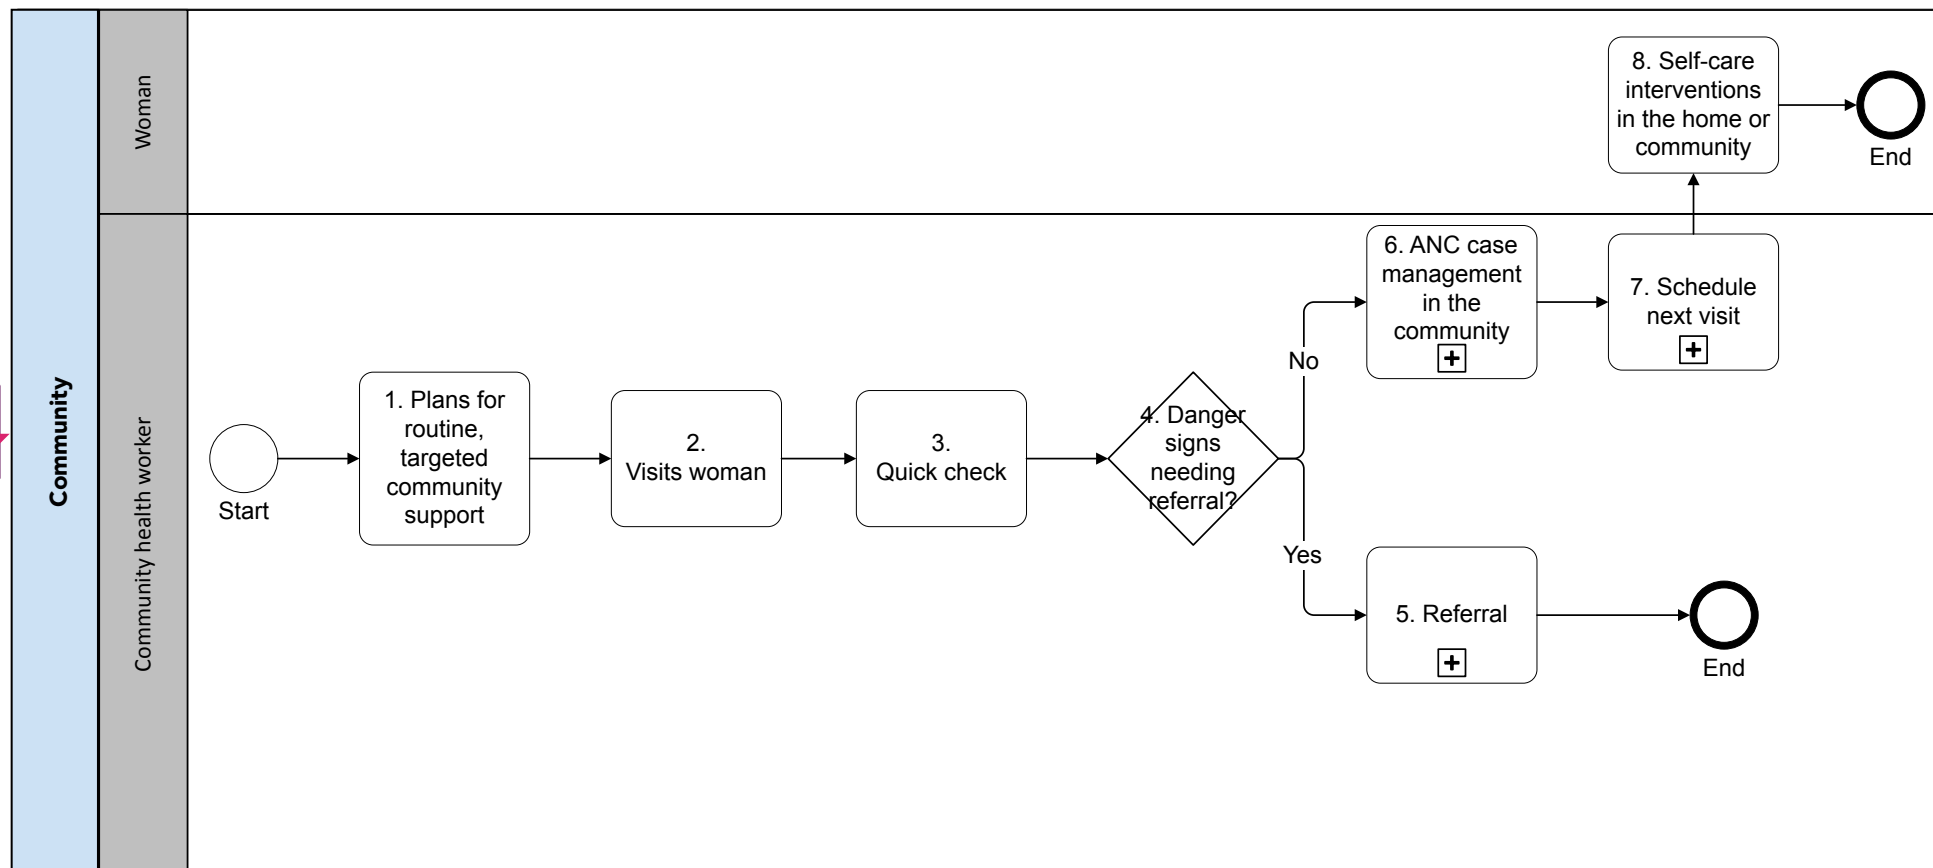 Community
Woman
8. Self-care
interventions
in the home or
community
End
Community health worker
Start
1. Plans for
routine,
targeted
community
support
2.
Visits woman
3.
Quick check
4. Danger
signs
needing
referral?
No
6. ANC case
management
in the
community
7. Schedule
next visit
Yes
5. Referral
End